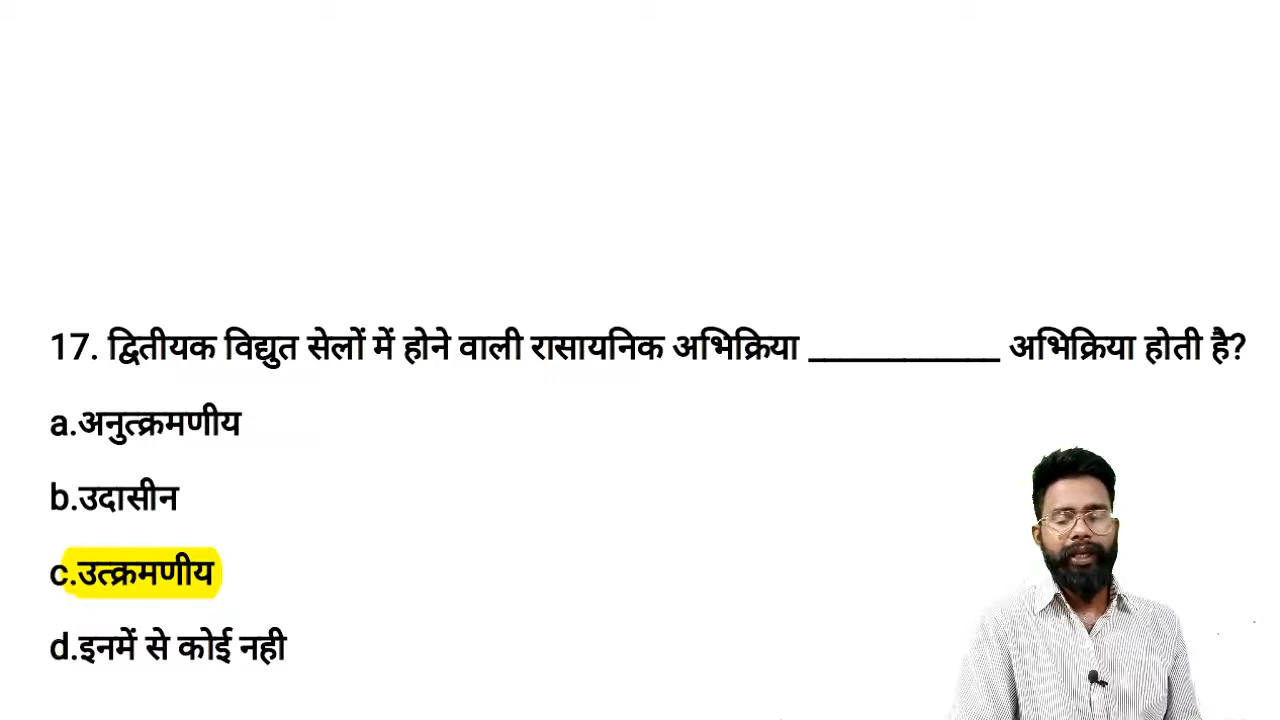 17. द्वितीयक विद्युत सेलों में होने वाली रासायनिक अभिक्रिया ____________ अभिक्रिया होती है?
a.अनुत्क्रमणीय
b.उदासीन
c.उत्क्रमणीय
d.इनमें से कोई नही